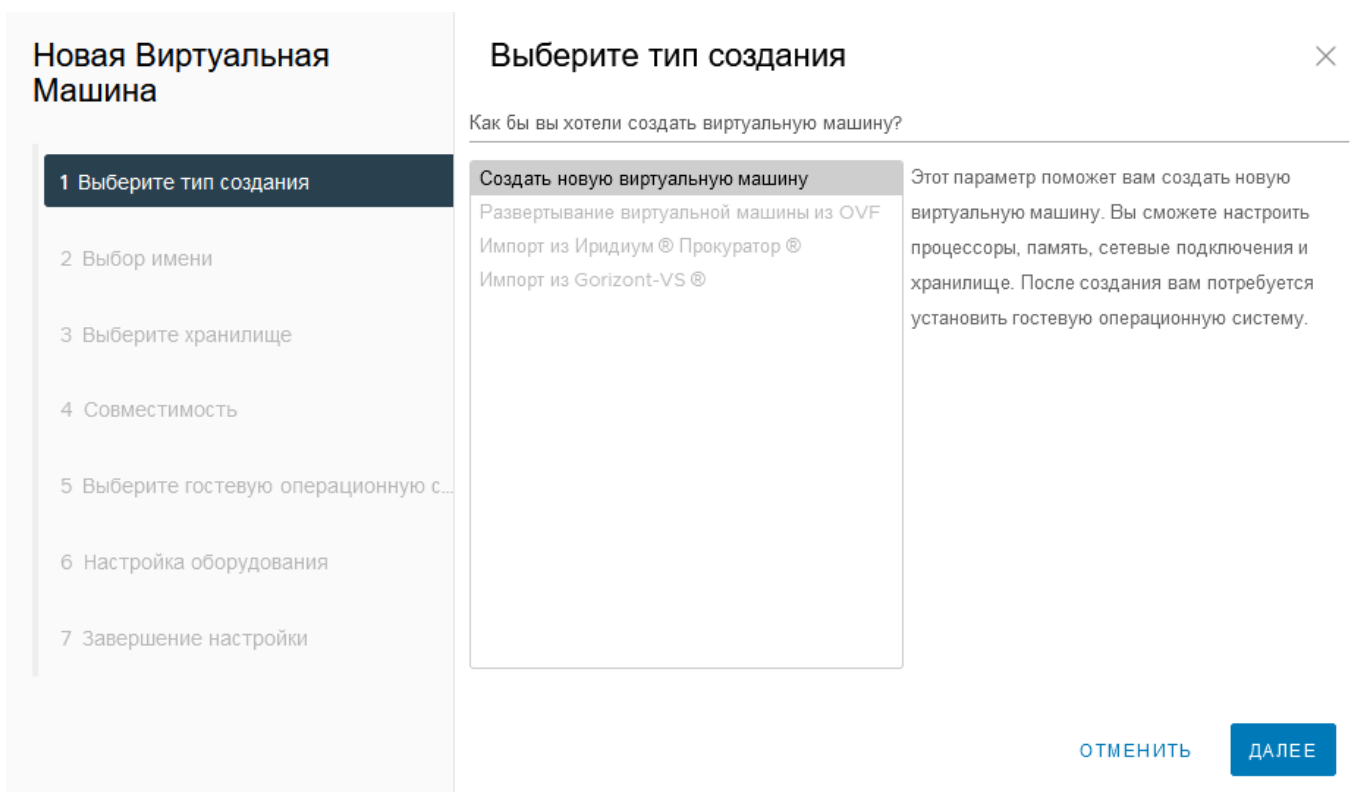 Новая Виртуальная
Машина
1 Выберите тип создания
2 Выбор имени
3 Выберите хранилище
4 Совместимость
5 Выберите гостевую операционную с...
6 Настройка оборудования
7 Завершение настройки
Выберите тип создания
Как бы вы хотели создать виртуальную машину?
Создать новую виртуальную машину
Развертывание виртуальной машины из OVF
Импорт из Иридиум ® Прокуратор ®
Импорт из Gorizont-VS ®
Этот параметр поможет вам создать новую
виртуальную машину. Вы сможете настроить
процессоры, память, сетевые подключения и
хранилище. После создания вам потребуется
установить гостевую операционную систему.
ОТМЕНИТЬ
ДАЛЕЕ